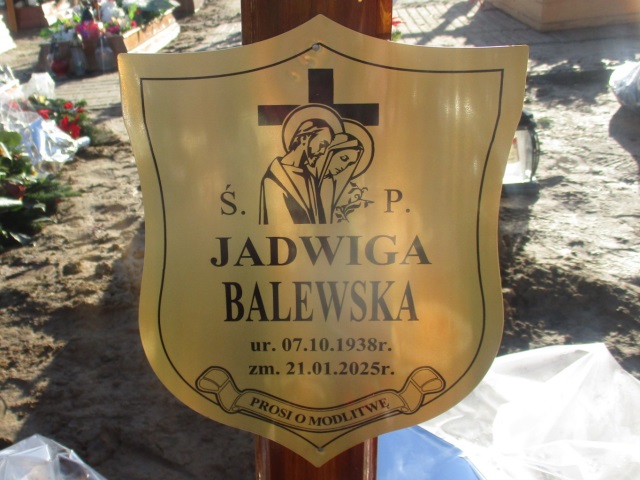 Ś. P.
JADWIGA
BALEWSKA
ur. 07.10.1938r.
zm. 21.01.2025r.
PROSI O MODLITWĘ